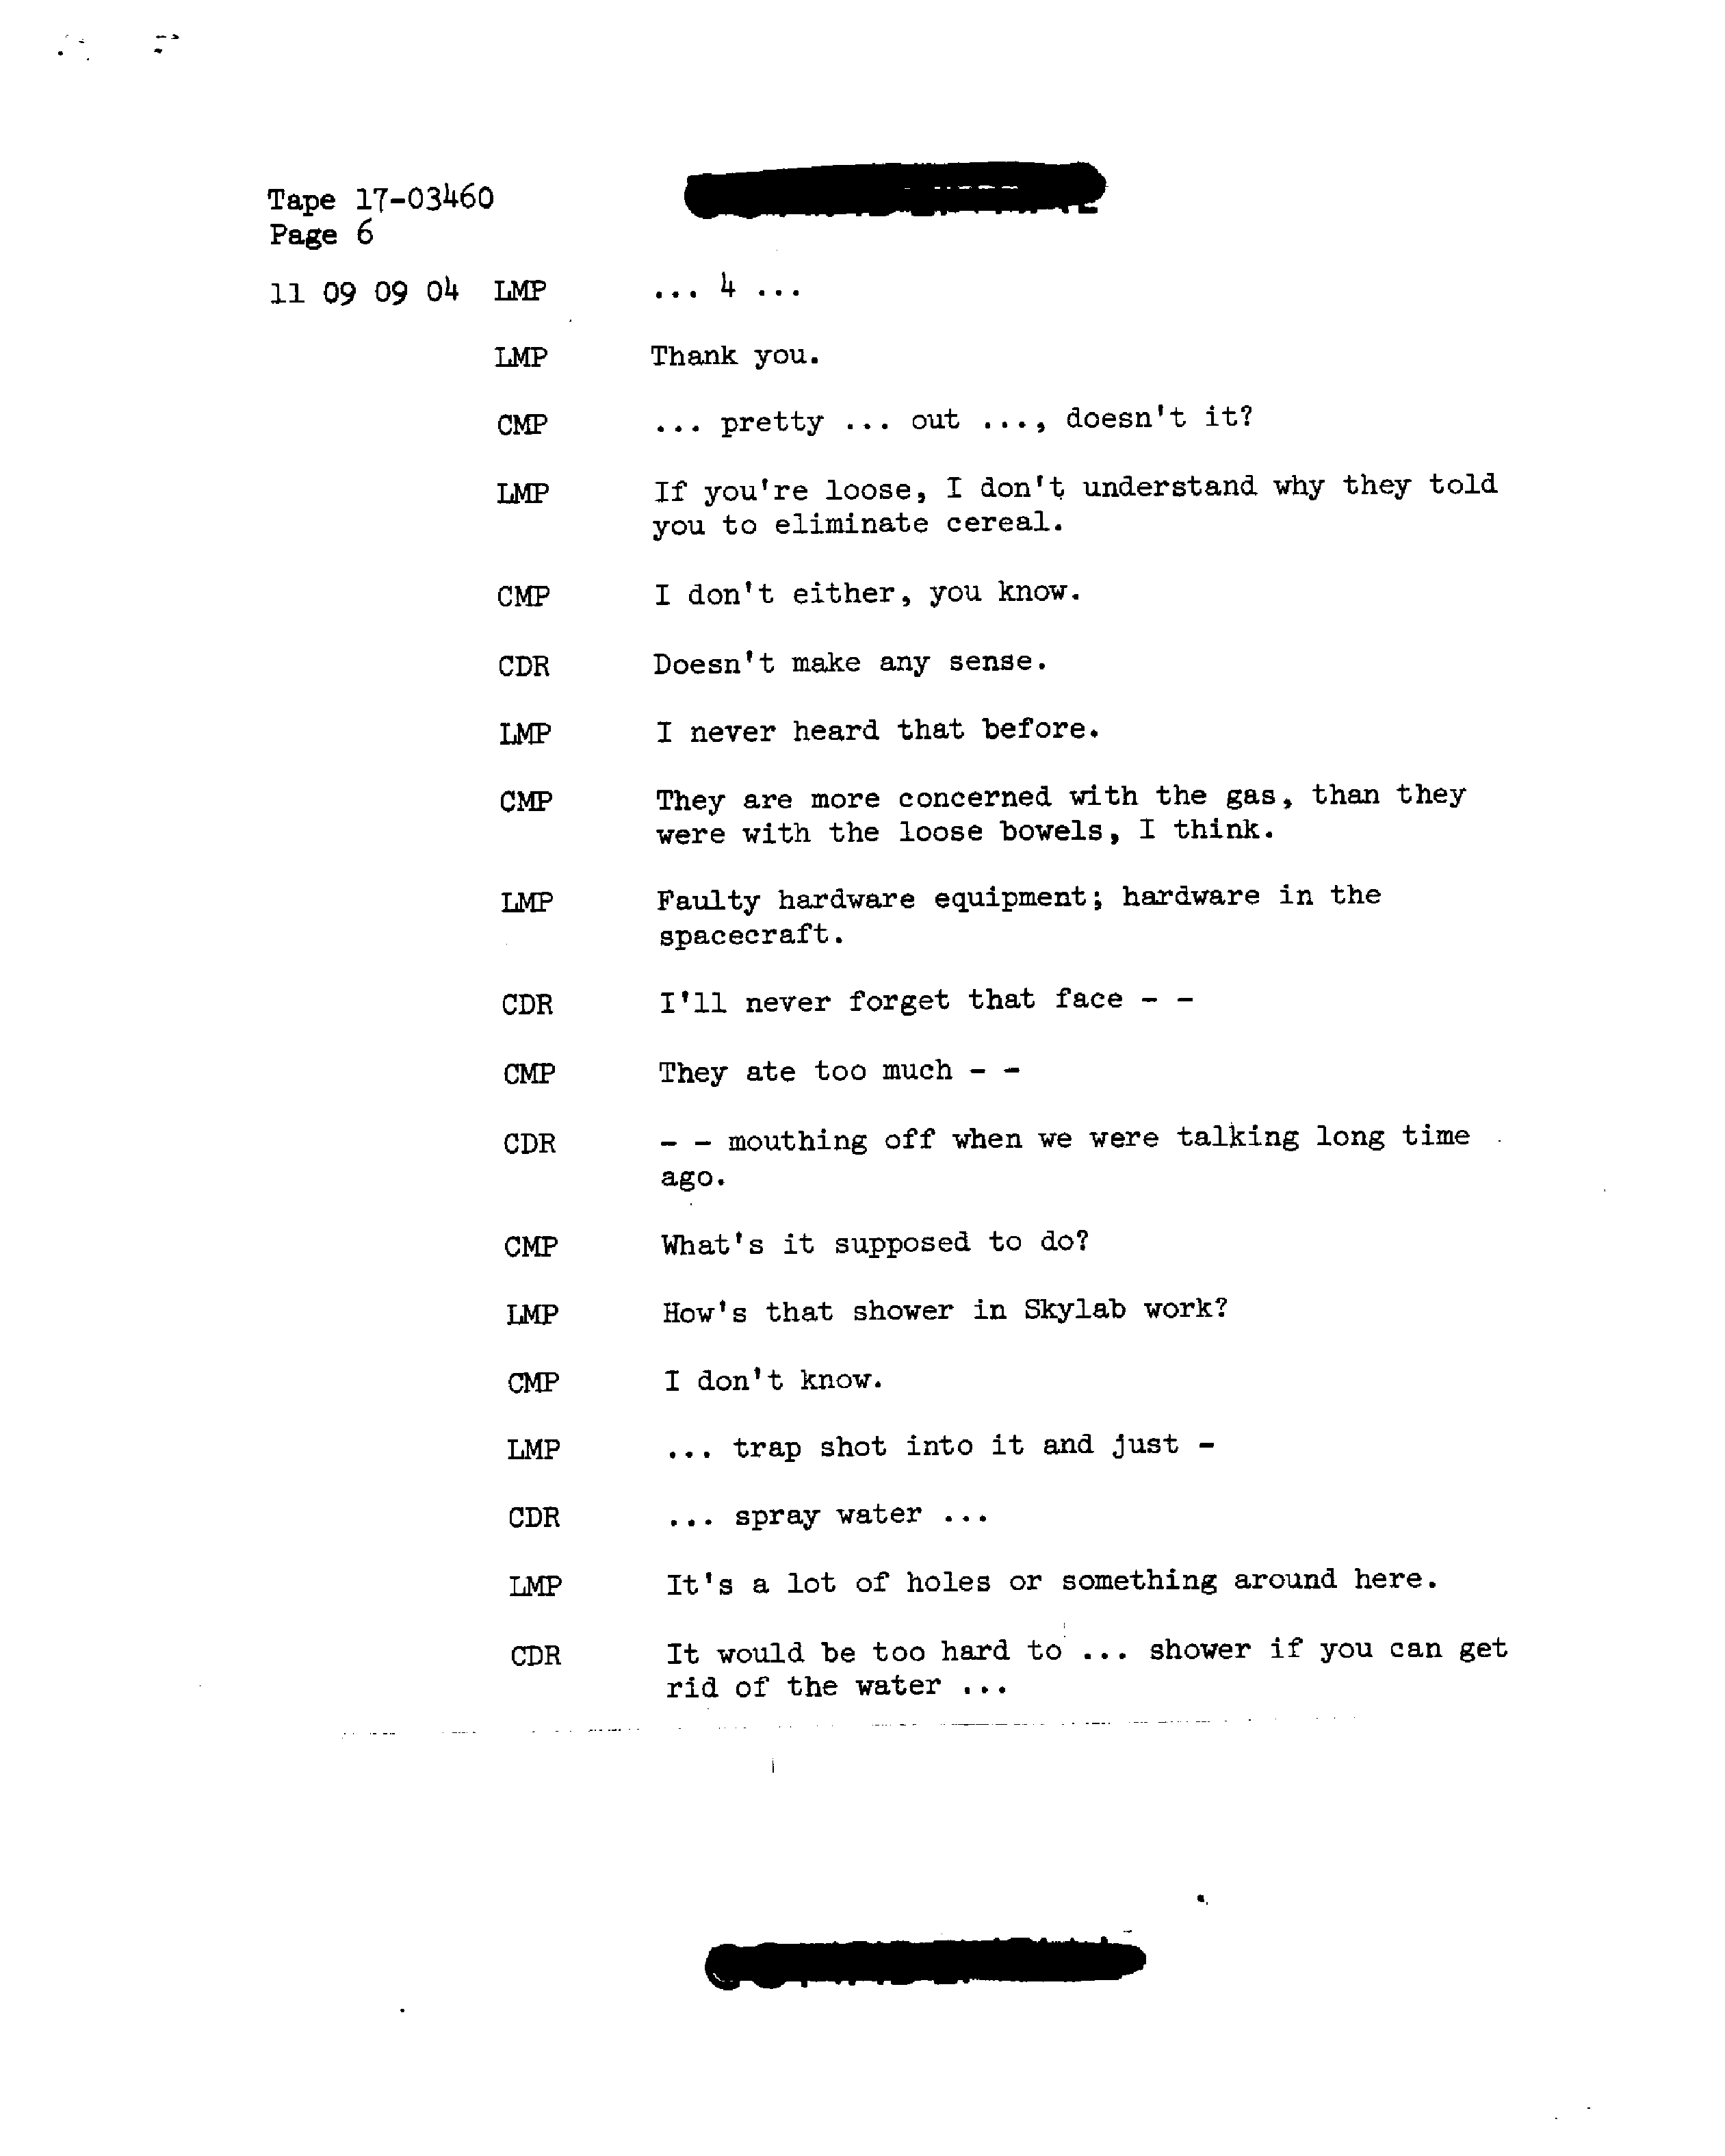 Tape 17-03460
Page 6
11 09 09 04 LMP ... 4 ...
LMP Thank you.
CMP ... pretty ... out ..., doesn't it?
LMP If you're loose, I don't understand why they told
you to eliminate cereal.
CMP I don't either, you know.
CDR Doesn't make any sense.
LMP I never heard that before.
CMP They are more concerned with the gas, than they
were with the loose bowels, I think.
LMP Faulty hardware equipment; hardware in the
spacecraft.
CDR I'll never forget that face - -
CMP They ate too much - -
CDR - - mouthing off when we were talking long time
ago.
CMP What's it supposed to do?
LMP How's that shower in Skylab work?
CMP I don't know.
LMP ... trap shot into it and just -
CDR ... spray water ...
LMP It's a lot of holes or something around here.
CDR It would be too hard to ... shower if you can get
rid of the water ...